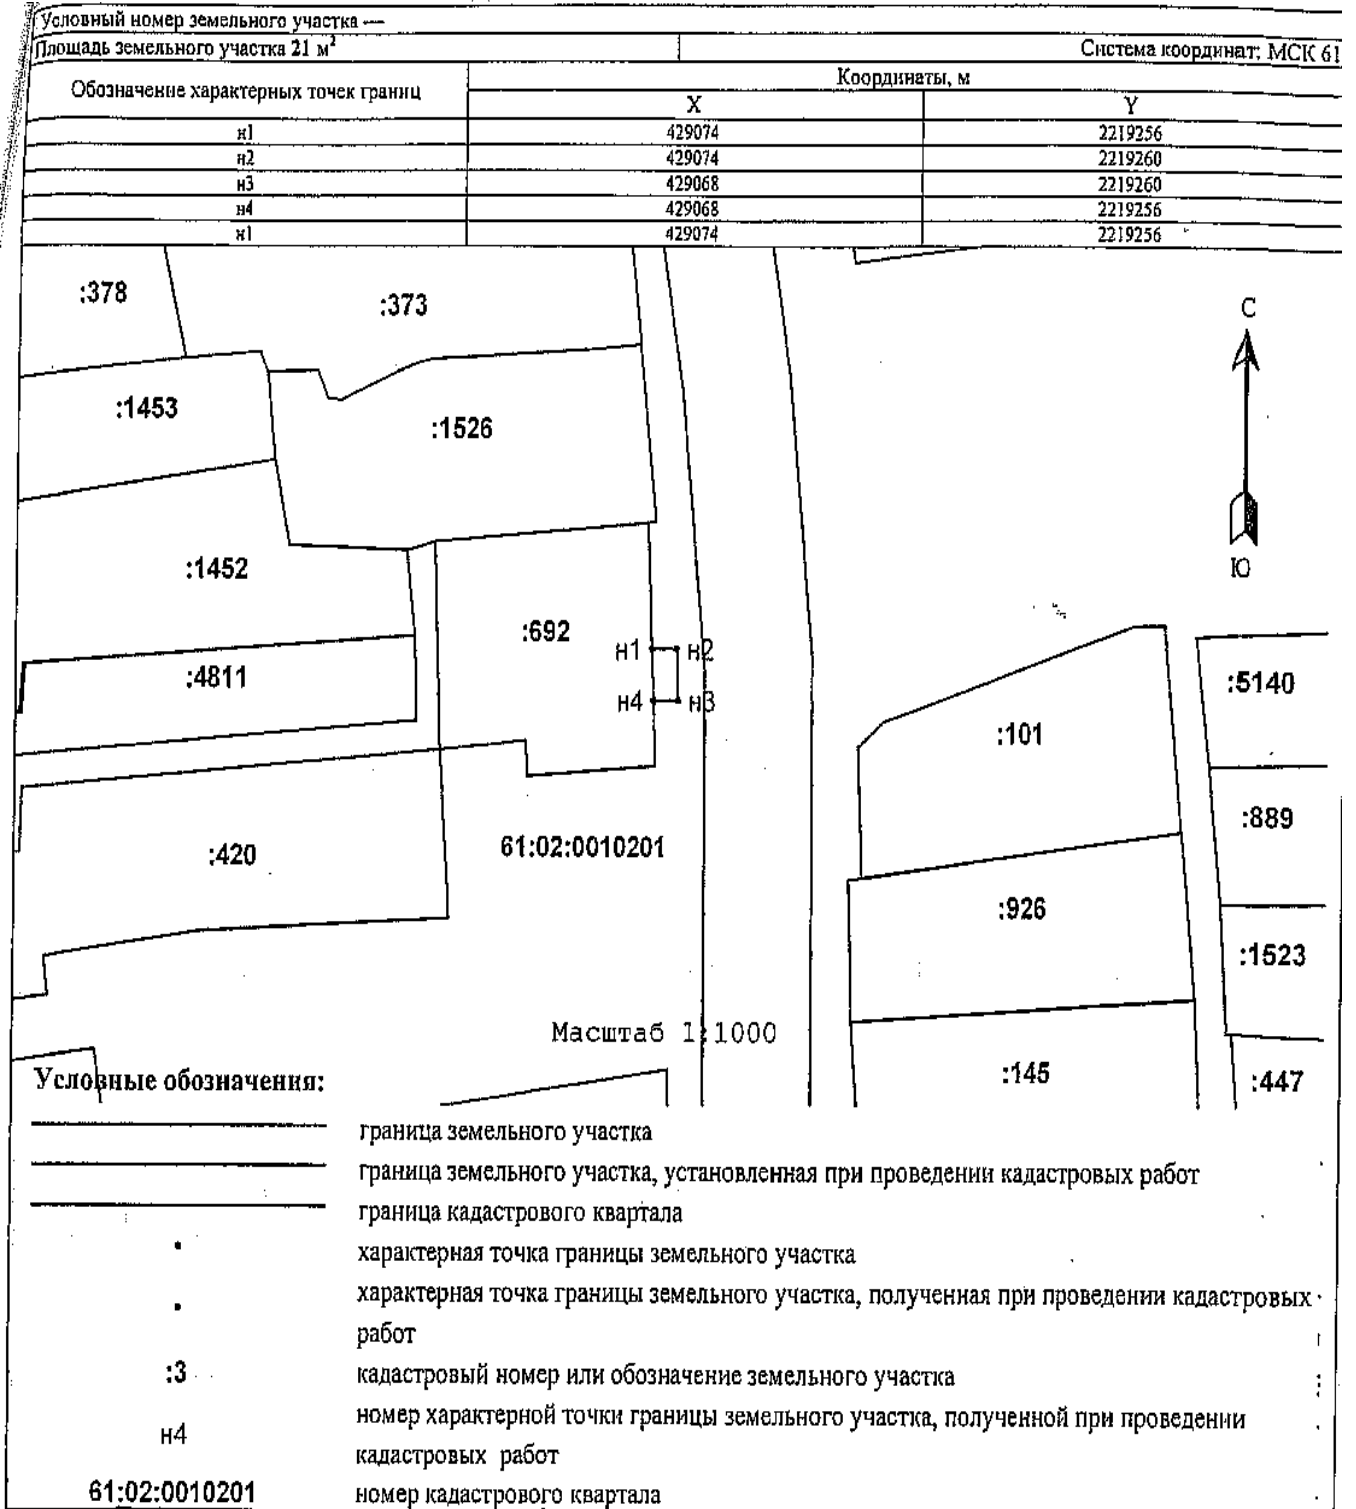 Условный номер земельного участка —
Площадь земельного участка 21 м² Система координат: МСК 61
Обозначение характерных точек границ Координаты, м
X Y
н1 429074 2219256
н2 429074 2219260
н3 429068 2219260
н4 429068 2219256
н1 429074 2219256
:378
:373
С
:1453
:1526
:1452
Ю
:692
н1 н2
:4811
:5140
н4 н3
:101
:889
:420
61:02:0010201
:926
:1523
Масштаб 1:1000
:145
:447
Условные обозначения:
граница земельного участка
граница земельного участка, установленная при проведении кадастровых работ
граница кадастрового квартала
характерная точка границы земельного участка
характерная точка границы земельного участка, полученная при проведении кадастровых
работ
:3 кадастровый номер или обозначение земельного участка
номер характерной точки границы земельного участка, полученной при проведении
н4
кадастровых работ
61:02:0010201 номер кадастрового квартала